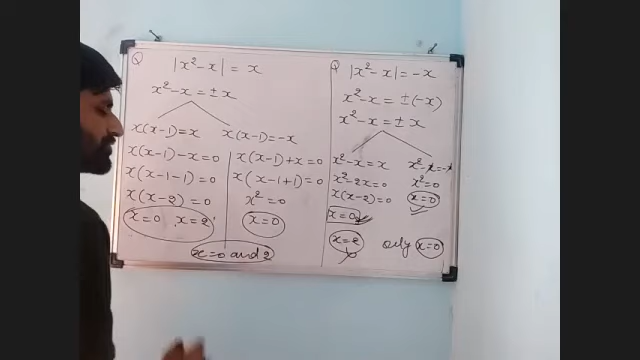 Q |x²-x| = x
x²-x = ±x
x(x-1)=x x(x-1)=-x
x(x-1)-x=0 x(x-1)+x=0
x(x-1-1)=0 x(x-1+1)=0
x(x-2)=0 x²=0
x=0 , x=2 x=0
x=0 and 2
Q |x²-x|=-x
x²-x = ±(-x)
x²-x = ±x
x²-x=x x²-x=-x
x²-2x=0 x²=0
x(x-2)=0 x=0
x=0
x=2 only x=0